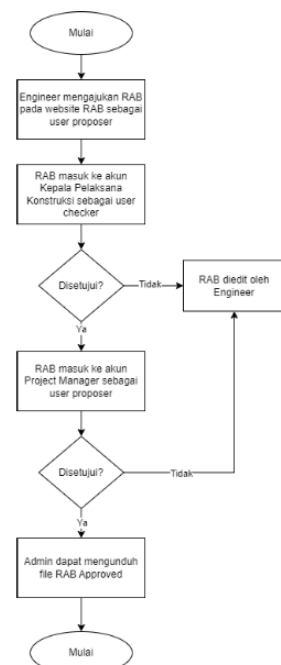 Mulai
Engineer mengajukan RAB
pada website RAB sebagai
user proposer
RAB masuk ke akun
Kepala Pelaksana
Konstruksi sebagai user
checker
Disetujui?
Tidak
RAB diedit oleh
Engineer
Ya
RAB masuk ke akun
Project Manager sebagai
user proposer
Disetujui?
Tidak
Ya
Admin dapat mengunduh
file RAB Approved
Mulai